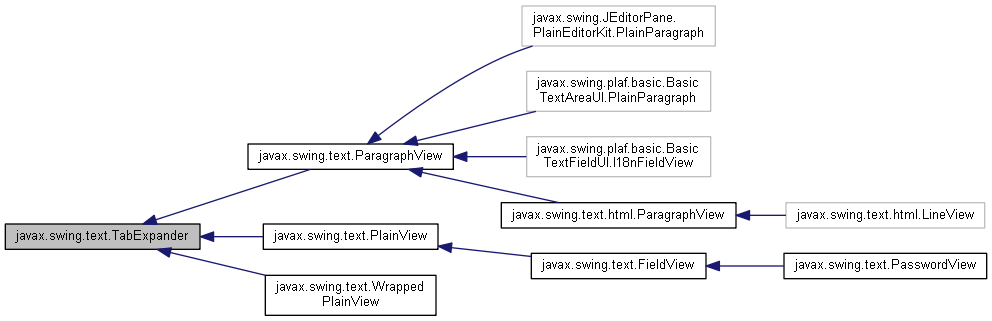 javax.swing.JEditorPane.
PlainEditorKit.PlainParagraph
javax.swing.plaf.basic.Basic
TextAreaUI.PlainParagraph
javax.swing.plaf.basic.Basic
TextFieldUI.I18nFieldView
javax.swing.text.ParagraphView
javax.swing.text.html.ParagraphView
javax.swing.text.html.LineView
javax.swing.text.TabExpander
javax.swing.text.PlainView
javax.swing.text.FieldView
javax.swing.text.PasswordView
javax.swing.text.Wrapped
PlainView